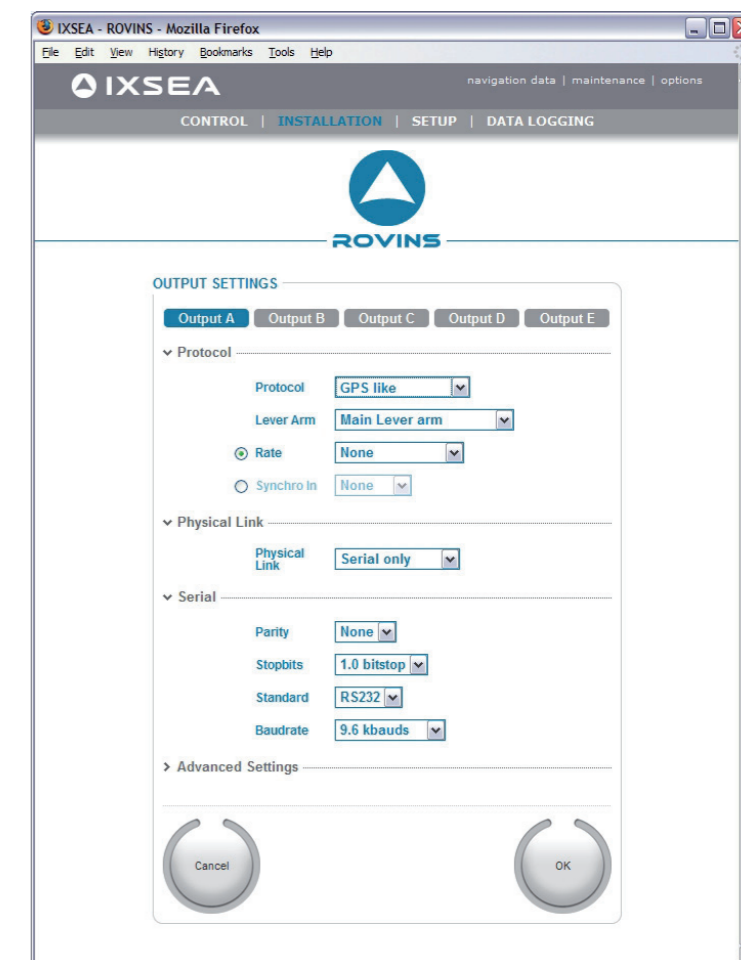 IXSEA - ROVINS - Mozilla Firefox
File Edit View History Bookmarks Tools Help
IXSEA
navigation data | maintenance | options
CONTROL | INSTALLATION | SETUP | DATA LOGGING
ROVINS
OUTPUT SETTINGS
Output A Output B Output C Output D Output E
Protocol
Protocol GPS like
Lever Arm Main Lever arm
Rate None
Synchro In None
Physical Link
Physical Link Serial only
Serial
Parity None
Stopbits 1.0 bitstop
Standard RS232
Baudrate 9.6 kbauds
Advanced Settings
Cancel OK